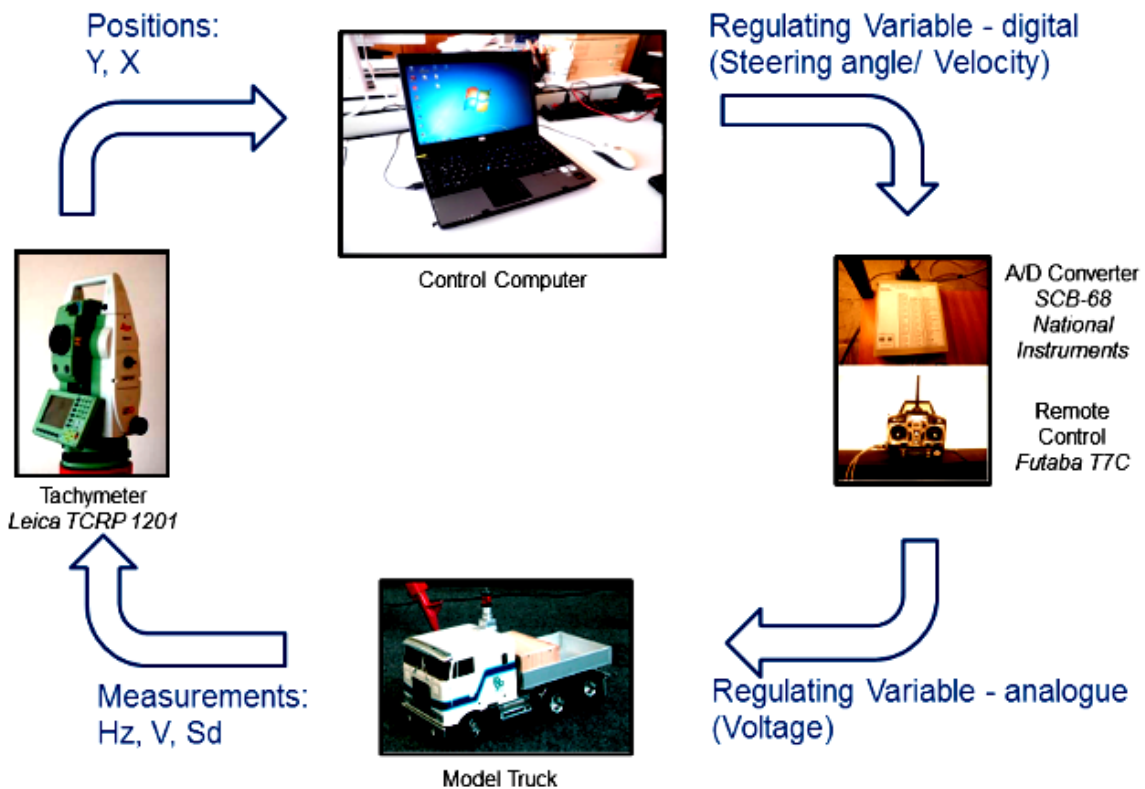 Positions:
Y, X
Regulating Variable - digital
(Steering angle/ Velocity)
Control Computer
A/D Converter
SCB-68
National
Instruments
Remote
Control
Futaba T7C
Tachymeter
Leica TCRP 1201
Measurements:
Hz, V, Sd
Regulating Variable - analogue
(Voltage)
Model Truck